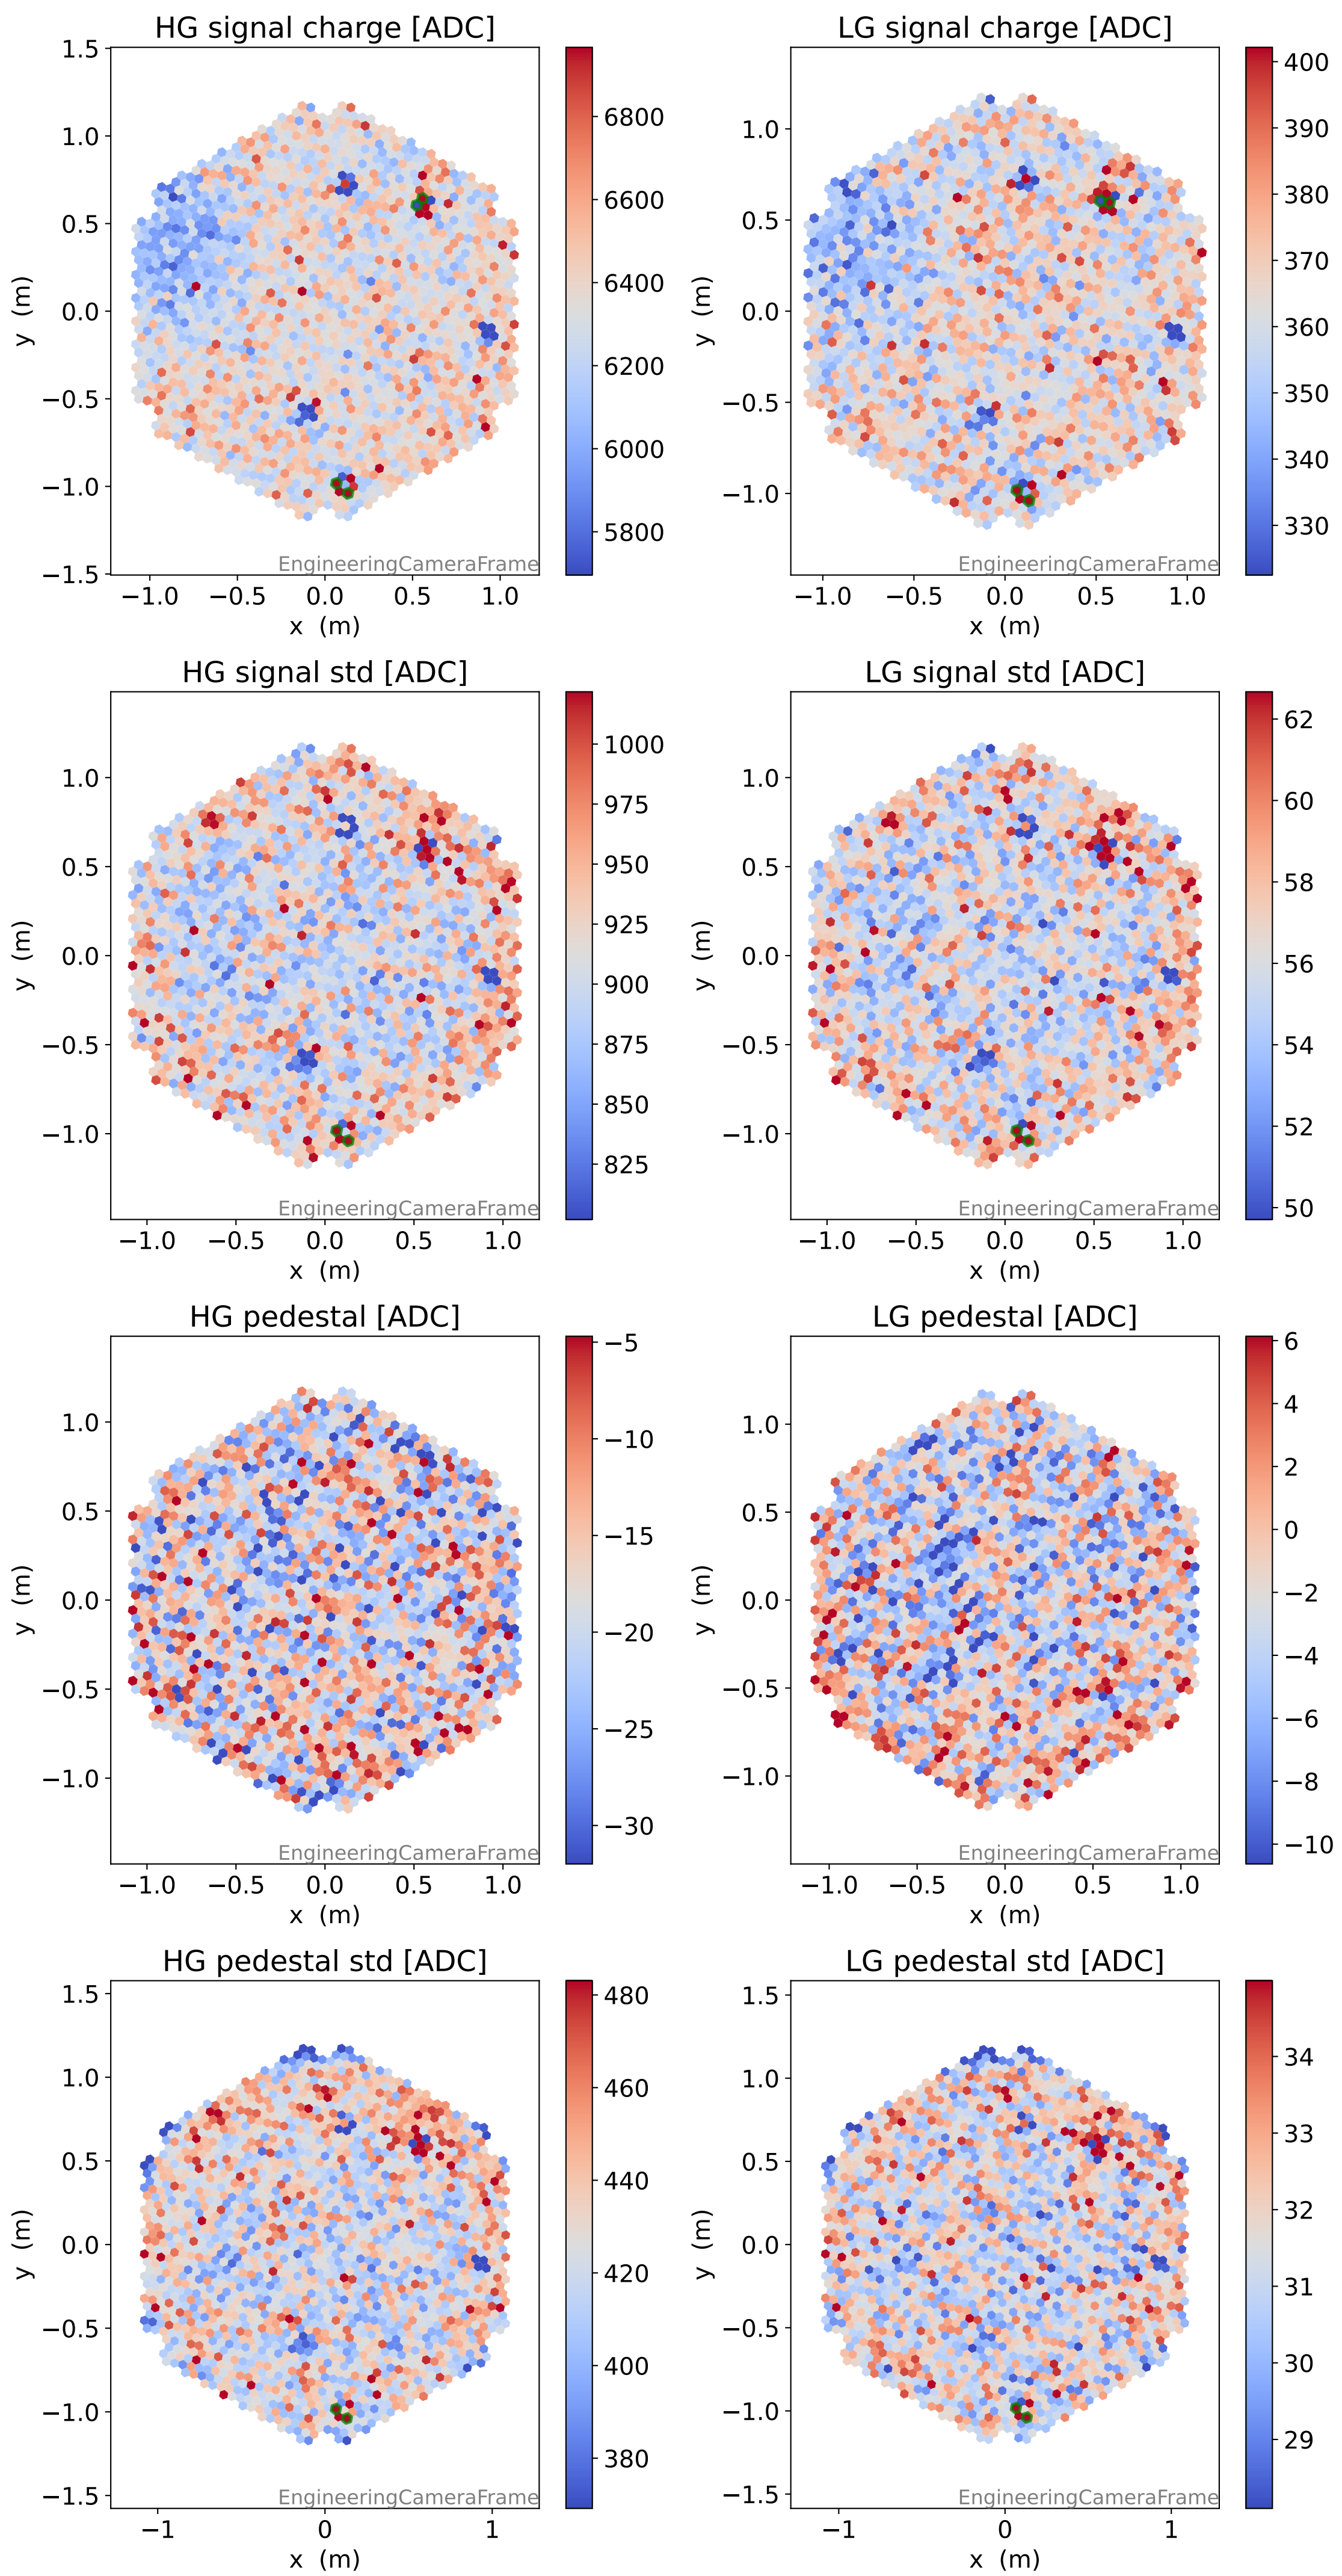 HG signal charge [ADC]
LG signal charge [ADC]
1.5
1.0
0.5
0.0
−0.5
−1.0
−1.5
y (m)
−1.0 −0.5 0.0 0.5 1.0
x (m)
EngineeringCameraFrame
6800
6600
6400
6200
6000
5800
1.0
0.5
0.0
−0.5
−1.0
y (m)
−1.0 −0.5 0.0 0.5 1.0
x (m)
EngineeringCameraFrame
400
390
380
370
360
350
340
330
HG signal std [ADC]
LG signal std [ADC]
1.0
0.5
0.0
−0.5
−1.0
y (m)
−1.0 −0.5 0.0 0.5 1.0
x (m)
EngineeringCameraFrame
1000
975
950
925
900
875
850
825
1.0
0.5
0.0
−0.5
−1.0
y (m)
−1.0 −0.5 0.0 0.5 1.0
x (m)
EngineeringCameraFrame
62
60
58
56
54
52
50
HG pedestal [ADC]
LG pedestal [ADC]
1.0
0.5
0.0
−0.5
−1.0
y (m)
−1.0 −0.5 0.0 0.5 1.0
x (m)
EngineeringCameraFrame
−5
−10
−15
−20
−25
−30
1.0
0.5
0.0
−0.5
−1.0
y (m)
−1.0 −0.5 0.0 0.5 1.0
x (m)
EngineeringCameraFrame
6
4
2
0
−2
−4
−6
−8
−10
HG pedestal std [ADC]
LG pedestal std [ADC]
1.5
1.0
0.5
0.0
−0.5
−1.0
−1.5
y (m)
−1 0 1
x (m)
EngineeringCameraFrame
480
460
440
420
400
380
1.5
1.0
0.5
0.0
−0.5
−1.0
−1.5
y (m)
−1 0 1
x (m)
EngineeringCameraFrame
34
33
32
31
30
29